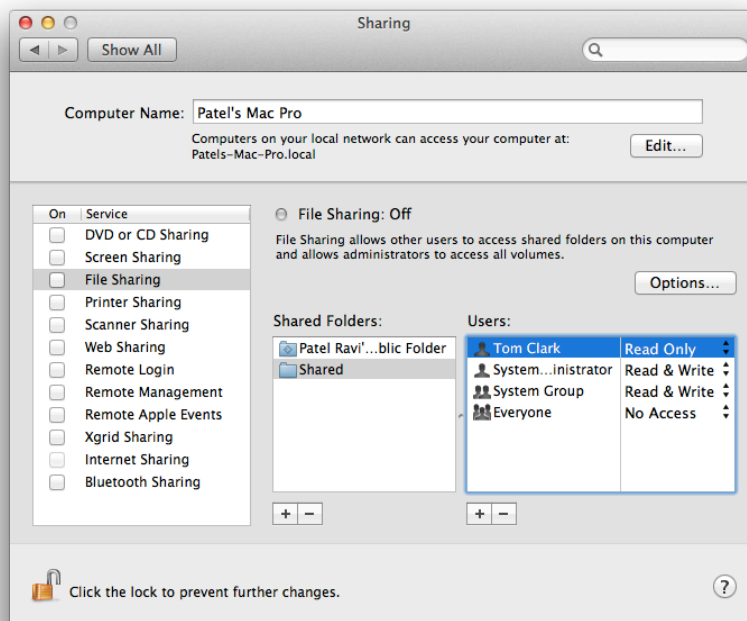 Sharing
Show All
Computer Name: Patel's Mac Pro
Computers on your local network can access your computer at:
Patels-Mac-Pro.local
Edit...
On Service
DVD or CD Sharing
Screen Sharing
File Sharing
Printer Sharing
Scanner Sharing
Web Sharing
Remote Login
Remote Management
Remote Apple Events
Xgrid Sharing
Internet Sharing
Bluetooth Sharing
File Sharing: Off
File Sharing allows other users to access shared folders on this computer
and allows administrators to access all volumes.
Options...
Shared Folders:
Patel Ravi'...blic Folder
Shared
+ −
Users:
Tom Clark Read Only
System...inistrator Read & Write
System Group Read & Write
Everyone No Access
+ −
Click the lock to prevent further changes.
?